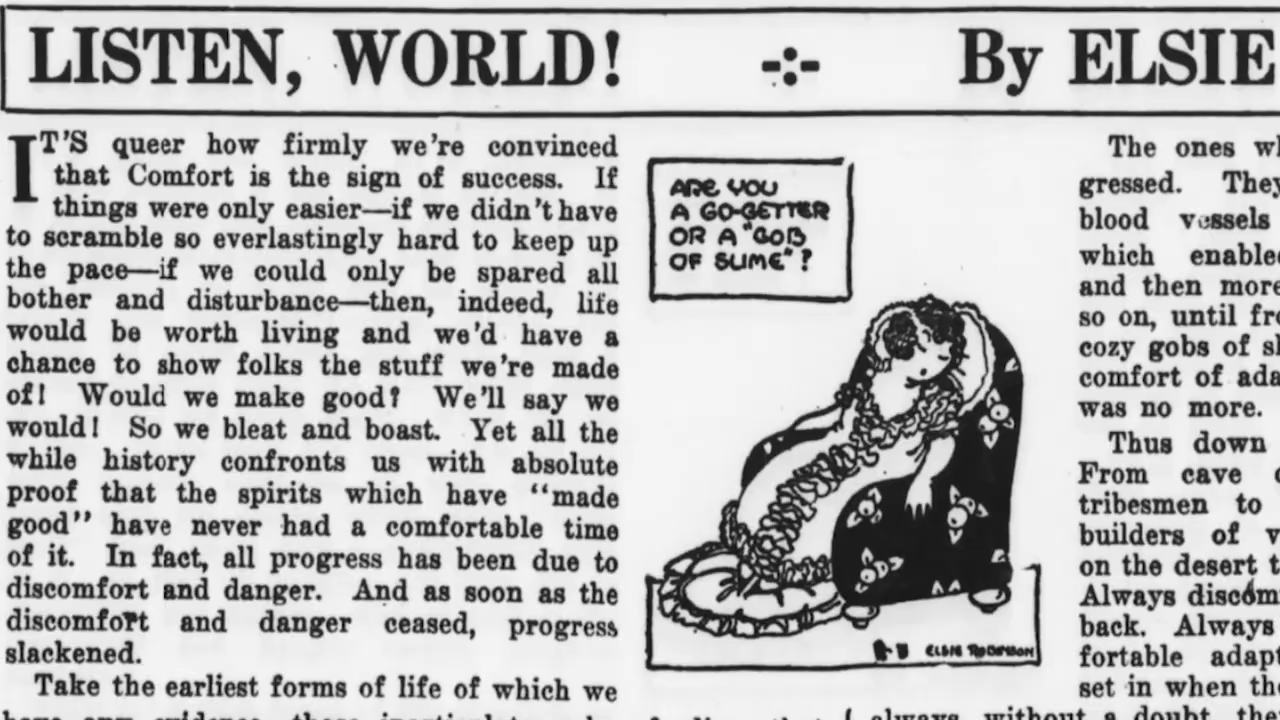 LISTEN, WORLD! By ELSIE
IT'S queer how firmly we're convinced
that Comfort is the sign of success. If
things were only easier—if we didn't have
to scramble so everlastingly hard to keep up
the pace—if we could only be spared all
bother and disturbance—then, indeed, life
would be worth living and we'd have a
chance to show folks the stuff we're made
of! Would we make good? We'll say we
would! So we bleat and boast. Yet all the
while history confronts us with absolute
proof that the spirits which have “made
good” have never had a comfortable time
of it. In fact, all progress has been due to
discomfort and danger. And as soon as the
discomfort and danger ceased, progress
slackened.
Take the earliest forms of life of which we
ARE YOU
A GO-GETTER
OR A "GOB
OF SLIME"?
ELSIE ROBINSON
The ones
gressed. They
blood vessels
which
and then more
so on, until
cozy gobs of
comfort of
was no more.
Thus down
From cave
tribesmen to
builders of
on the desert
Always
back. Always
fortable
set in when
always, without a doubt,